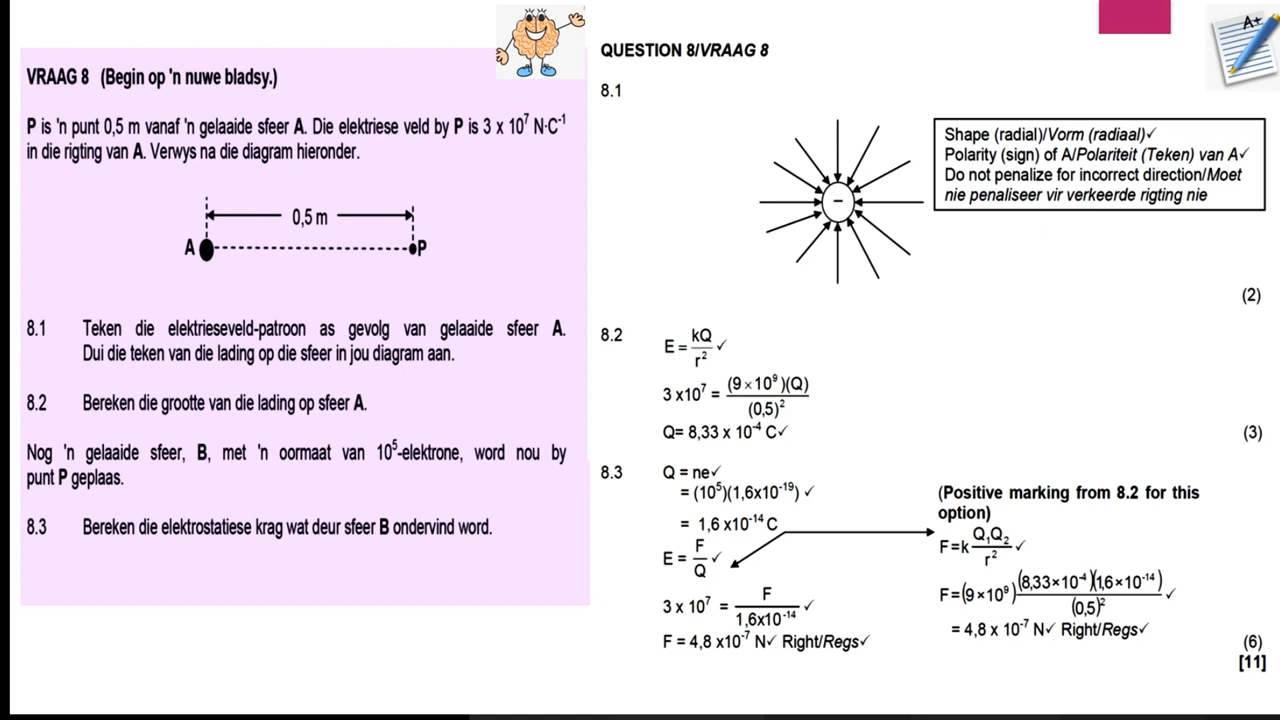 VRAAG 8 (Begin op 'n nuwe bladsy.)
P is 'n punt 0,5 m vanaf 'n gelaaide sfeer A. Die elektriese veld by P is 3 x 10⁷ N·C⁻¹
in die rigting van A. Verwys na die diagram hieronder.
0,5 m
A
P
8.1 Teken die elektrieseveld-patroon as gevolg van gelaaide sfeer A.
Dui die teken van die lading op die sfeer in jou diagram aan.
8.2 Bereken die grootte van die lading op sfeer A.
Nog 'n gelaaide sfeer, B, met 'n oormaat van 10⁵-elektrone, word nou by
punt P geplaas.
8.3 Bereken die elektrostatiese krag wat deur sfeer B ondervind word.
A+
QUESTION 8/VRAAG 8
8.1
–
Shape (radial)/Vorm (radiaal)✓
Polarity (sign) of A/Polariteit (Teken) van A✓
Do not penalize for incorrect direction/Moet
nie penaliseer vir verkeerde rigting nie
(2)
8.2
E = kQ/r² ✓
3 x10⁷ = (9 × 10⁹)(Q)/(0,5)²
Q= 8,33 x 10⁻⁴ C✓
(3)
8.3 Q = ne✓
= (10⁵)(1,6x10⁻¹⁹) ✓
= 1,6 x10⁻¹⁴ C
E = F/Q ✓
3 x 10⁷ = F/1,6x10⁻¹⁴ ✓
F = 4,8 x10⁻⁷ N✓ Right/Regs✓
(Positive marking from 8.2 for this
option)
F=k Q₁Q₂/r² ✓
F=(9×10⁹) (8,33×10⁻⁴)(1,6×10⁻¹⁴)/(0,5)² ✓
= 4,8 x 10⁻⁷ N✓ Right/Regs✓
(6)
[11]